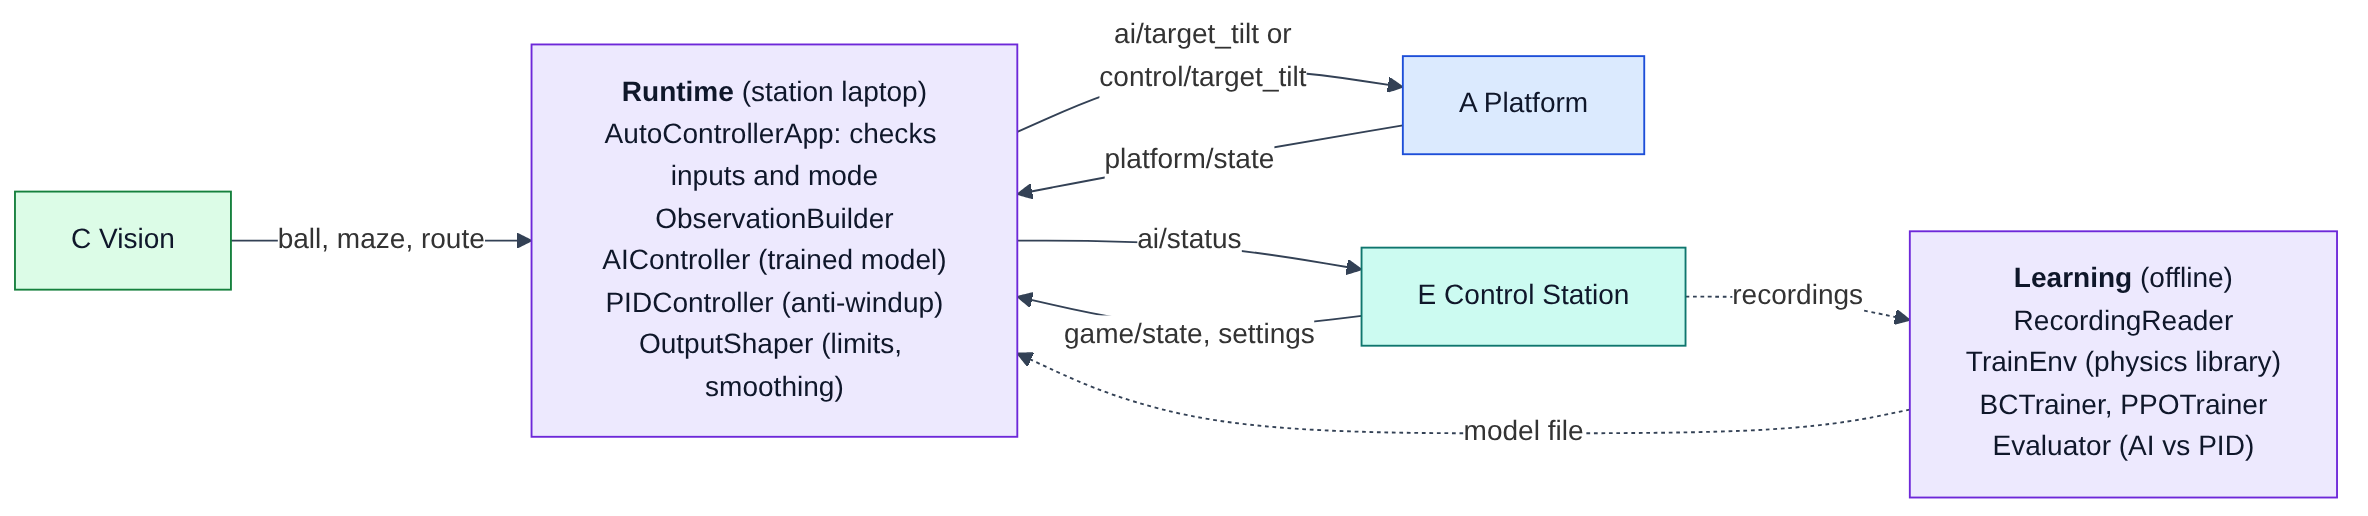 C Vision
ball, maze, route
Runtime (station laptop)
AutoControllerApp: checks
inputs and mode
ObservationBuilder
AIController (trained model)
PIDController (anti-windup)
OutputShaper (limits,
smoothing)
ai/target_tilt or
control/target_tilt
platform/state
A Platform
ai/status
game/state, settings
E Control Station
recordings
model file
Learning (offline)
RecordingReader
TrainEnv (physics library)
BCTrainer, PPOTrainer
Evaluator (AI vs PID)